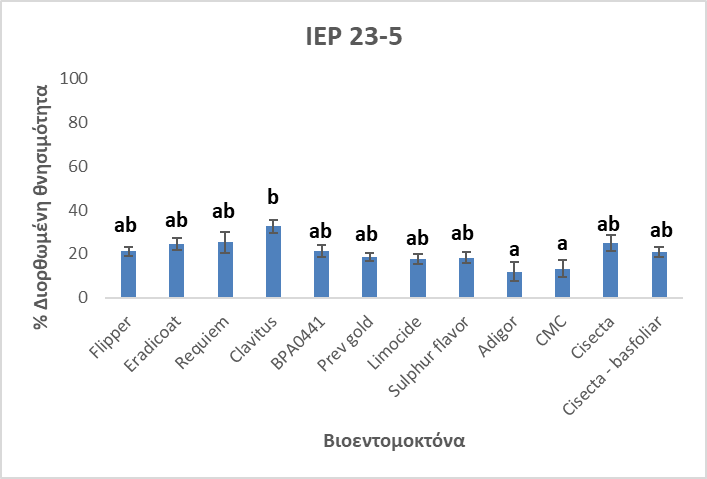 ΙΕΡ 23-5
% Διορθωμένη θνησιμότητα
100
80
60
40
20
0
ab
ab
ab
b
ab
ab
ab
ab
a
a
ab
ab
Flipper
Eradicoat
Requiem
Clavitus
BPA0441
Prev gold
Limocide
Sulphur flavor
Adigor
CMC
Cisecta
Cisecta - basfoliar
Βιοεντομοκτόνα